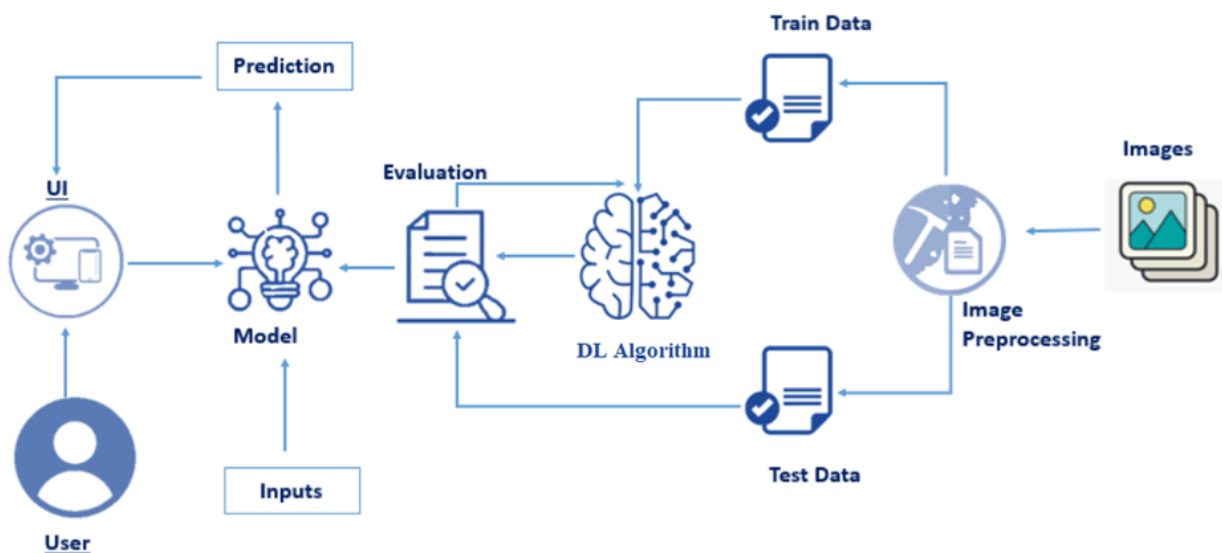 Train Data
Prediction
Images
Evaluation
UI
Image
Preprocessing
Model
DL Algorithm
Test Data
Inputs
User